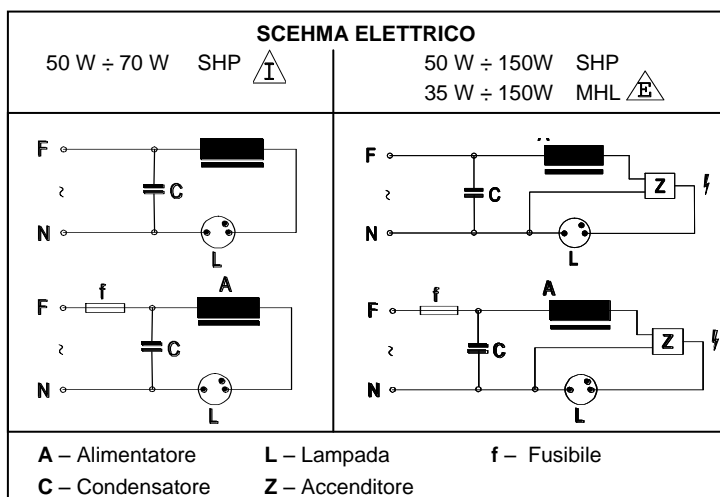 SCEHMA ELETTRICO
50 W ÷ 70 W SHP I
50 W ÷ 150W SHP
35 W ÷ 150W MHL E
F
C
N
L
F
f
A
C
N
L
A
F
Z
C
N
L
F
f
A
Z
C
N
L
A – Alimentatore L – Lampada f – Fusibile
C – Condensatore Z – Accenditore